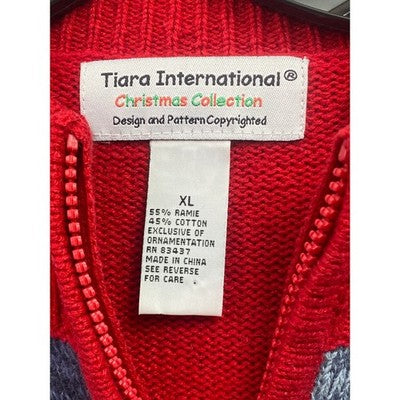 Tiara International®
Christmas Collection
Design and Pattern Copyrighted
XL
55% RAMIE
45% COTTON
EXCLUSIVE OF
ORNAMENTATION
RN 83437
MADE IN CHINA
SEE REVERSE
FOR CARE